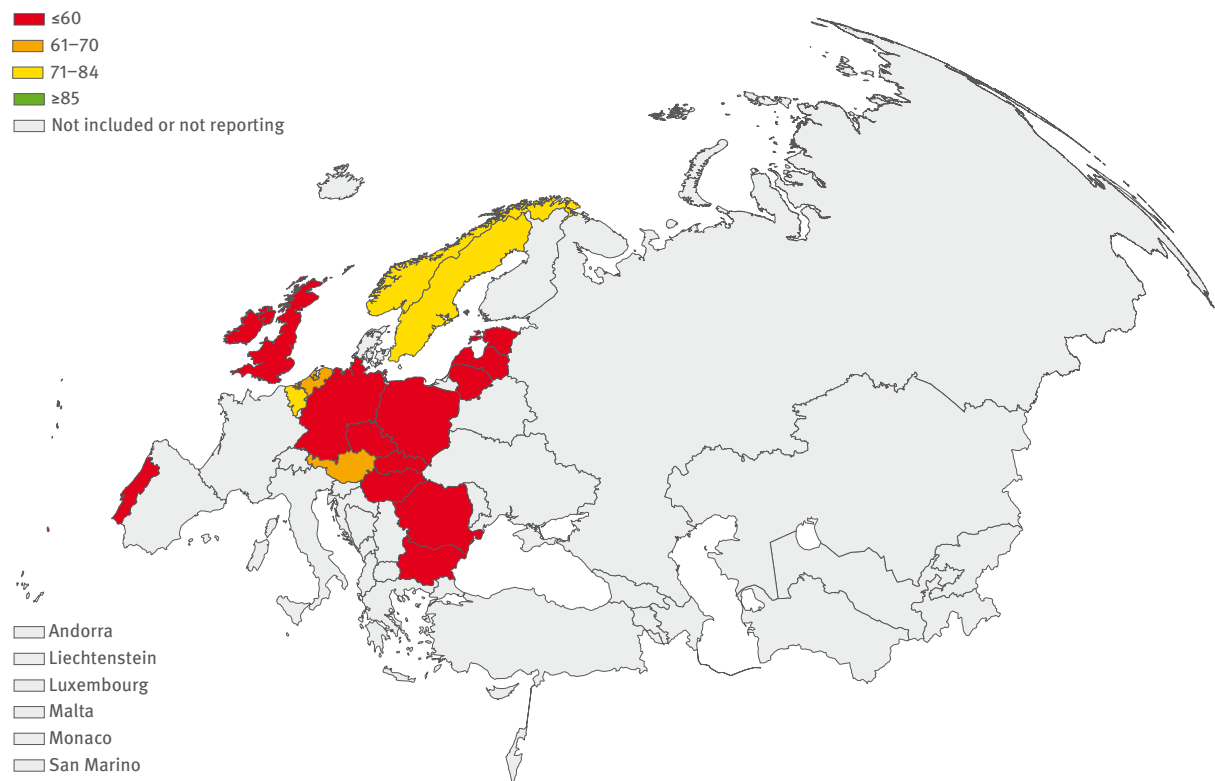 ≤60
61–70
71–84
≥85
Not included or not reporting
Andorra
Liechtenstein
Luxembourg
Malta
Monaco
San Marino